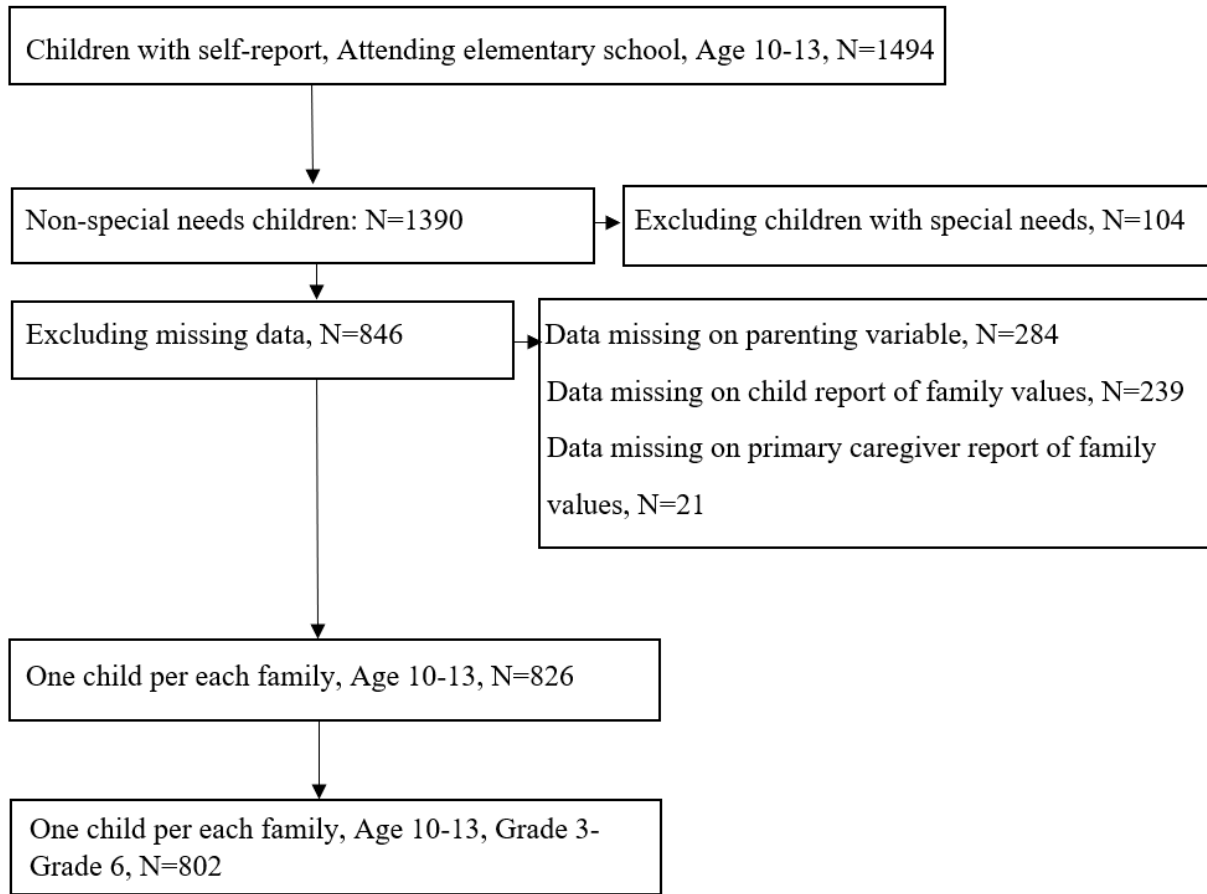 Children with self-report, Attending elementary school, Age 10-13, N=1494
Non-special needs children: N=1390
Excluding children with special needs, N=104
Excluding missing data, N=846
Data missing on parenting variable, N=284
Data missing on child report of family values, N=239
Data missing on primary caregiver report of family
values, N=21
One child per each family, Age 10-13, N=826
One child per each family, Age 10-13, Grade 3-
Grade 6, N=802